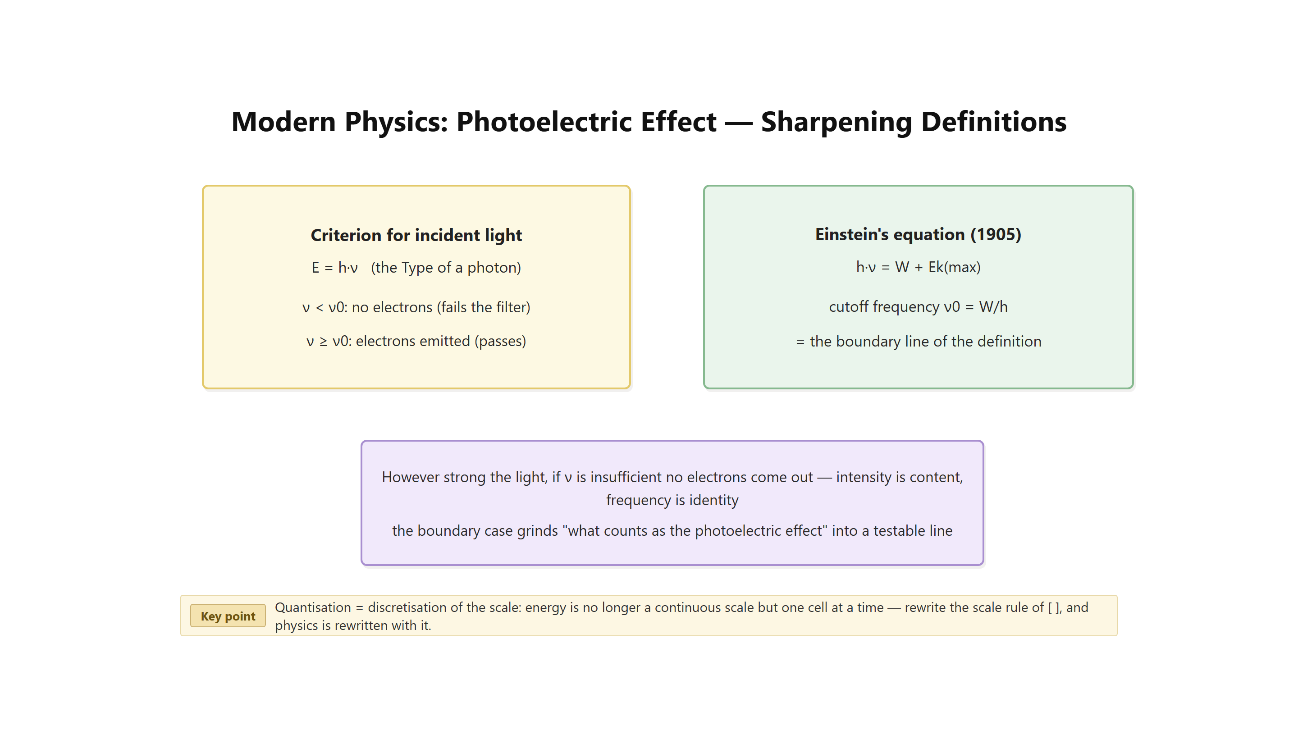 Modern Physics: Photoelectric Effect — Sharpening Definitions
Criterion for incident light
E = h·ν   (the Type of a photon)
ν < ν0: no electrons (fails the filter)
ν ≥ ν0: electrons emitted (passes)
Einstein's equation (1905)
h·ν = W + Ek(max)
cutoff frequency ν0 = W/h
= the boundary line of the definition
However strong the light, if ν is insufficient no electrons come out — intensity is content,
frequency is identity
the boundary case grinds "what counts as the photoelectric effect" into a testable line
Key point
Quantisation = discretisation of the scale: energy is no longer a continuous scale but one cell at a time — rewrite the scale rule of [ ], and
physics is rewritten with it.